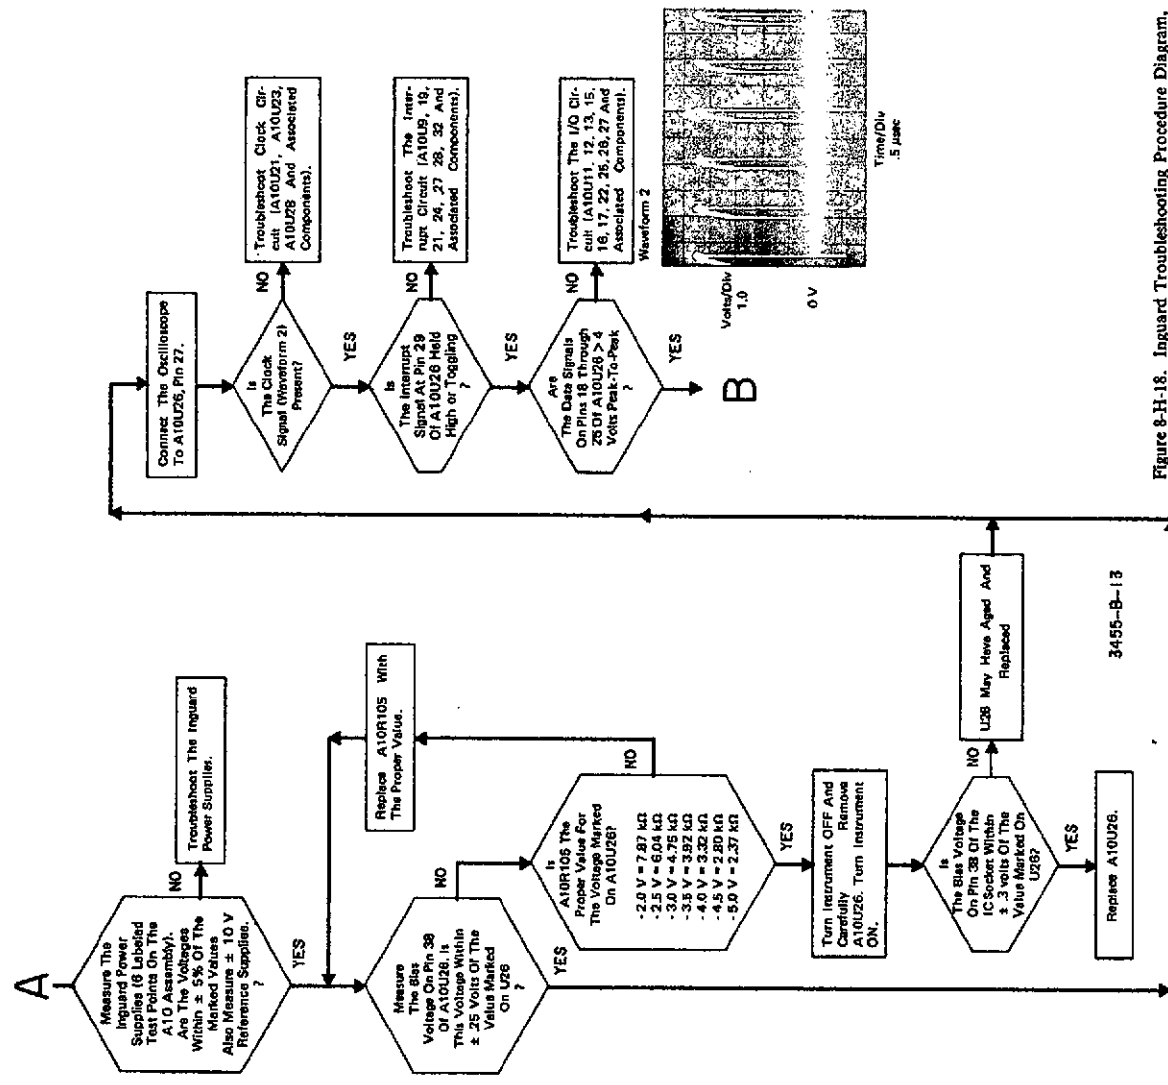 A
Measure The
Inguard Power
Supplies (6 Labeled
Test Points On The
A10 Assembly).
Are The Voltages
Within ± 5% Of The
Marked Values
Also Measure ± 10 V
Reference Supplies.
?
NO
Troubleshoot The Inguard
Power Supplies.
YES
Measure
The Bias
Voltage On Pin 38
Of A10U26. Is
This Voltage Within
± .25 Volts Of The
Value Marked
On U26
?
NO
YES
Replace A10R105 With
The Proper Value.
Is
A10R105 The
Proper Value For
The Voltage Marked
On A10U26?
-2.0 V = 7.87 kΩ
-2.5 V = 6.04 kΩ
-3.0 V = 4.75 kΩ
-3.5 V = 3.92 kΩ
-4.0 V = 3.32 kΩ
-4.5 V = 2.80 kΩ
-5.0 V = 2.37 kΩ
NO
YES
Turn Instrument OFF And
Carefully Remove
A10U26. Turn Instrument
ON.
Is
The Bias Voltage
On Pin 38 Of The
IC Socket Within
± .3 volts Of The
Value Marked On
U26?
NO
U26 May Have Aged And
Replaced
YES
Replace A10U26.
3455-B-13
Connect The Oscilloscope
To A10U26, Pin 27.
Is
The Clock
Signal (Waveform 2)
Present?
NO
Troubleshoot Clock Cir-
cuit (A10U21, A10U23,
A10U28 And Associated
Components).
YES
Is
The Interrupt
Signal At Pin 29
Of A10U26 Held
High or Toggling
?
NO
Troubleshoot The Inter-
rupt Circuit (A10U9, 19,
21, 24, 27 28, 32 And
Associated Components).
YES
Are
The Data Signals
On Pins 18 Through
25 Of A10U26 > 4
Volts Peak-To-Peak
?
NO
Troubleshoot The I/O Cir-
cuit (A10U11, 12, 13, 15,
16, 17, 22, 25, 26, 27 And
Associated Components).
YES
B
Waveform 2
Volts/Div
1.0
0 V
Time/Div
.5 μsec
Figure 8-H-18. Inguard Troubleshooting Procedure Diagram,